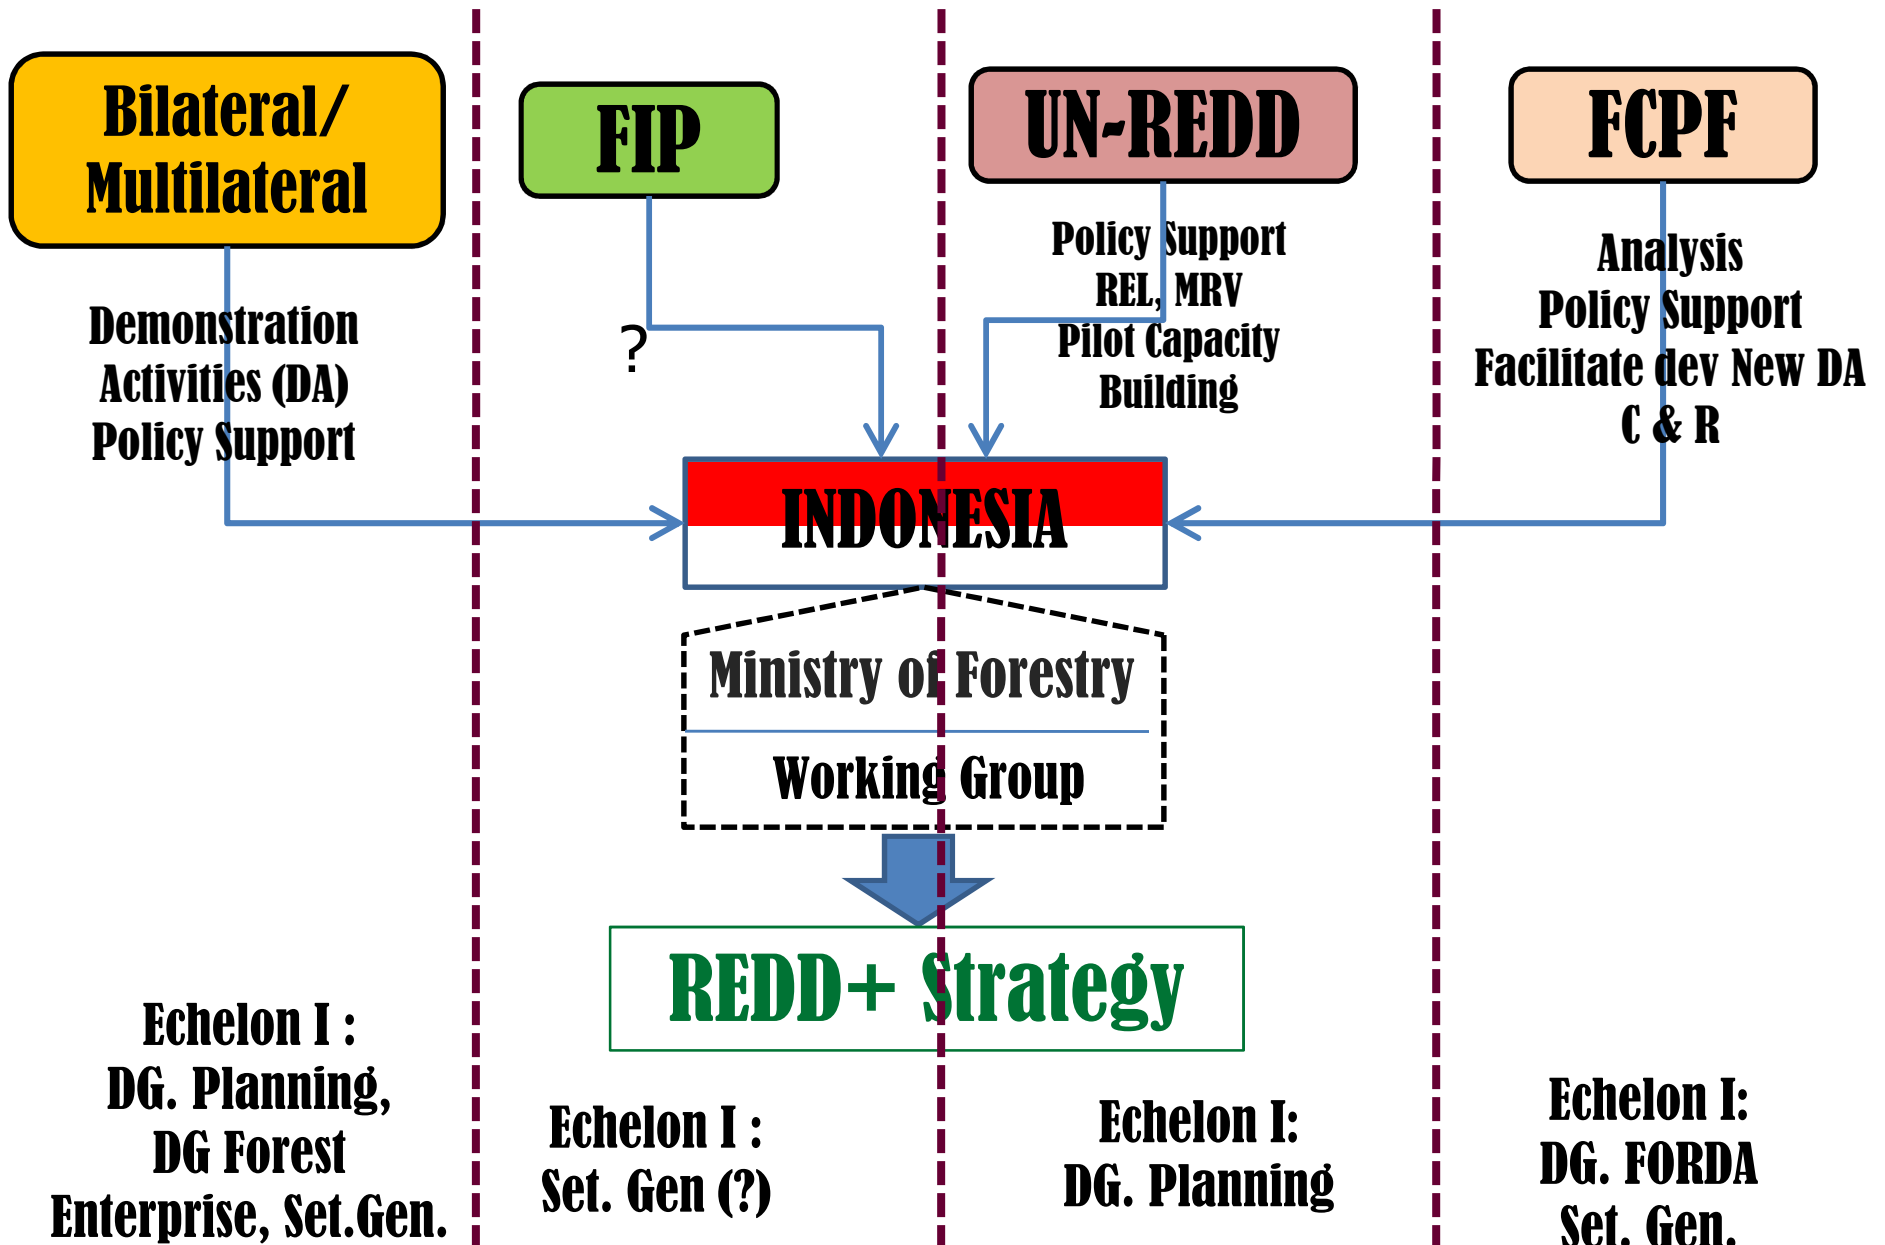 Bilateral/
Multilateral
FIP
UN-REDD
FCPF
Demonstration
Activities (DA)
Policy Support
?
Policy Support
REL, MRV
Pilot Capacity
Building
Analysis
Policy Support
Facilitate dev New DA
C & R
INDONESIA
Ministry of Forestry
Working Group
REDD+ Strategy
Echelon I :
DG. Planning,
DG Forest
Enterprise, Set.Gen.
Echelon I :
Set. Gen (?)
Echelon I:
DG. Planning
Echelon I:
DG. FORDA
Set. Gen.